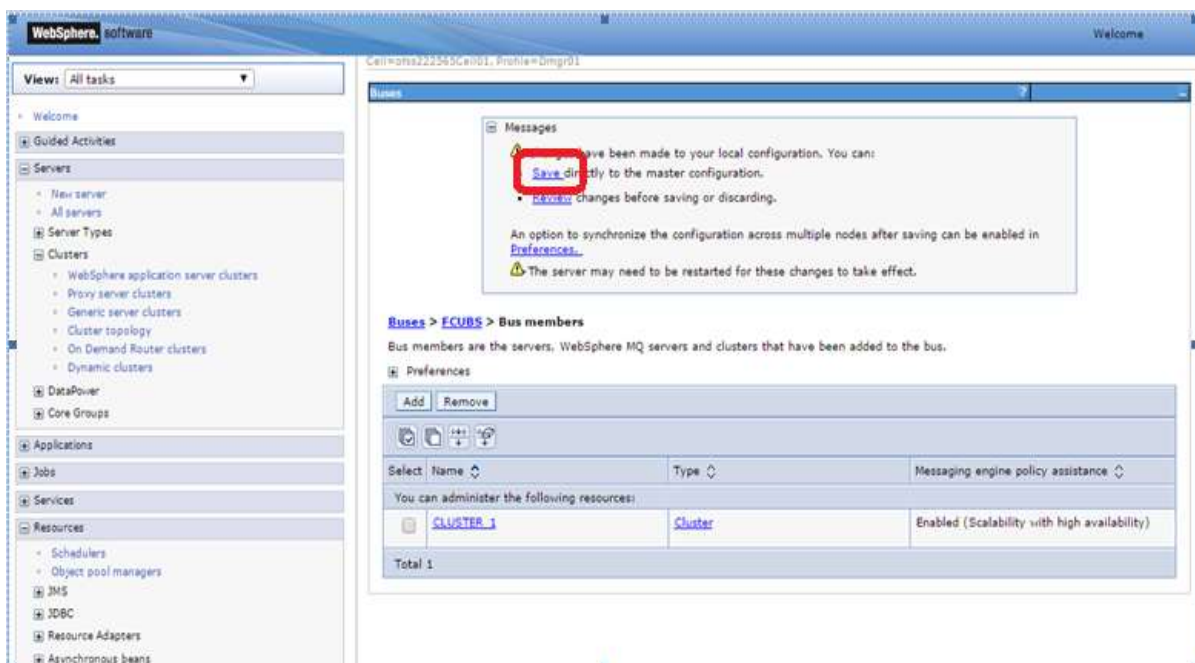 WebSphere. software
Welcome
View: All tasks
Cell=ofss222565Cell01, Profile=Dmgr01
Buses
?
Welcome
Guided Activities
Servers
New server
All servers
Server Types
Clusters
WebSphere application server clusters
Proxy server clusters
Generic server clusters
Cluster topology
On Demand Router clusters
Dynamic clusters
DataPower
Core Groups
Applications
Jobs
Services
Resources
Schedulers
Object pool managers
JMS
JDBC
Resource Adapters
Asynchronous beans
Messages
have been made to your local configuration. You can:
Save directly to the master configuration.
Review changes before saving or discarding.
An option to synchronize the configuration across multiple nodes after saving can be enabled in
Preferences.
The server may need to be restarted for these changes to take effect.
Buses > FCUBS > Bus members
Bus members are the servers, WebSphere MQ servers and clusters that have been added to the bus.
Preferences
Add Remove
Select Name Type Messaging engine policy assistance
You can administer the following resources:
CLUSTER_1 Cluster Enabled (Scalability with high availability)
Total 1